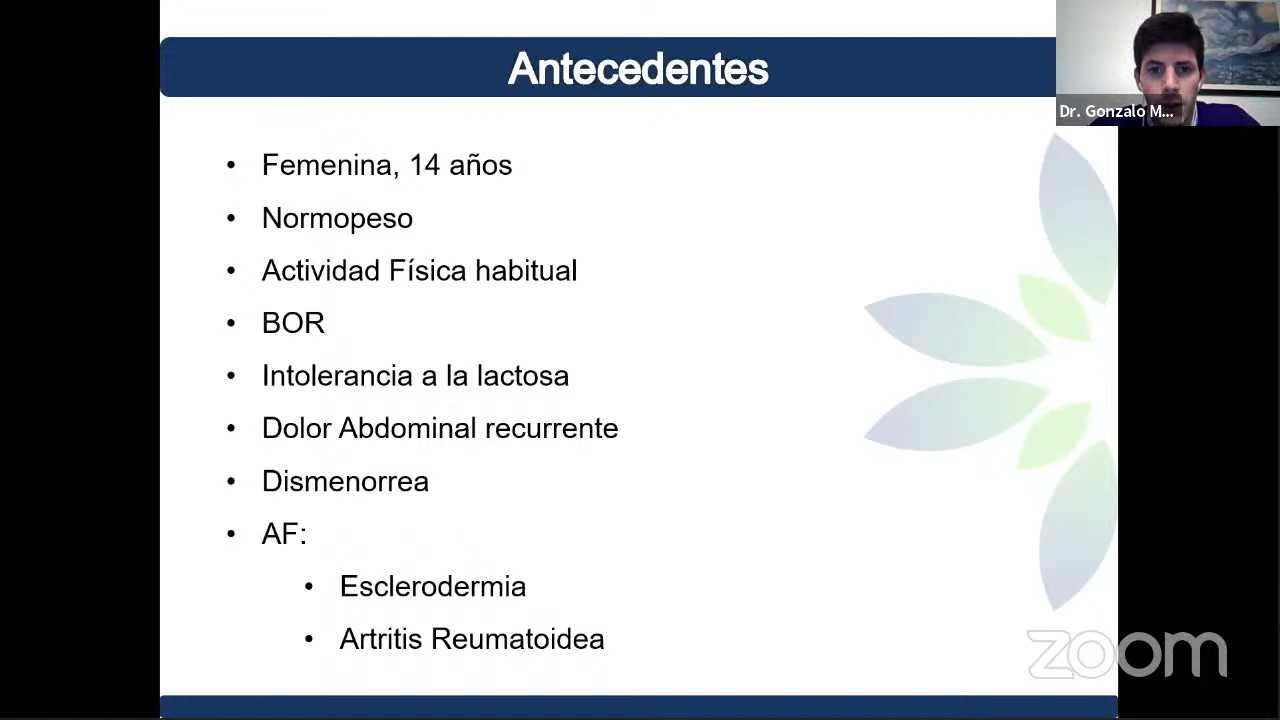 Antecedentes
Dr. Gonzalo M...
• Femenina, 14 años
• Normopeso
• Actividad Física habitual
• BOR
• Intolerancia a la lactosa
• Dolor Abdominal recurrente
• Dismenorrea
• AF:
• Esclerodermia
• Artritis Reumatoidea
zoom